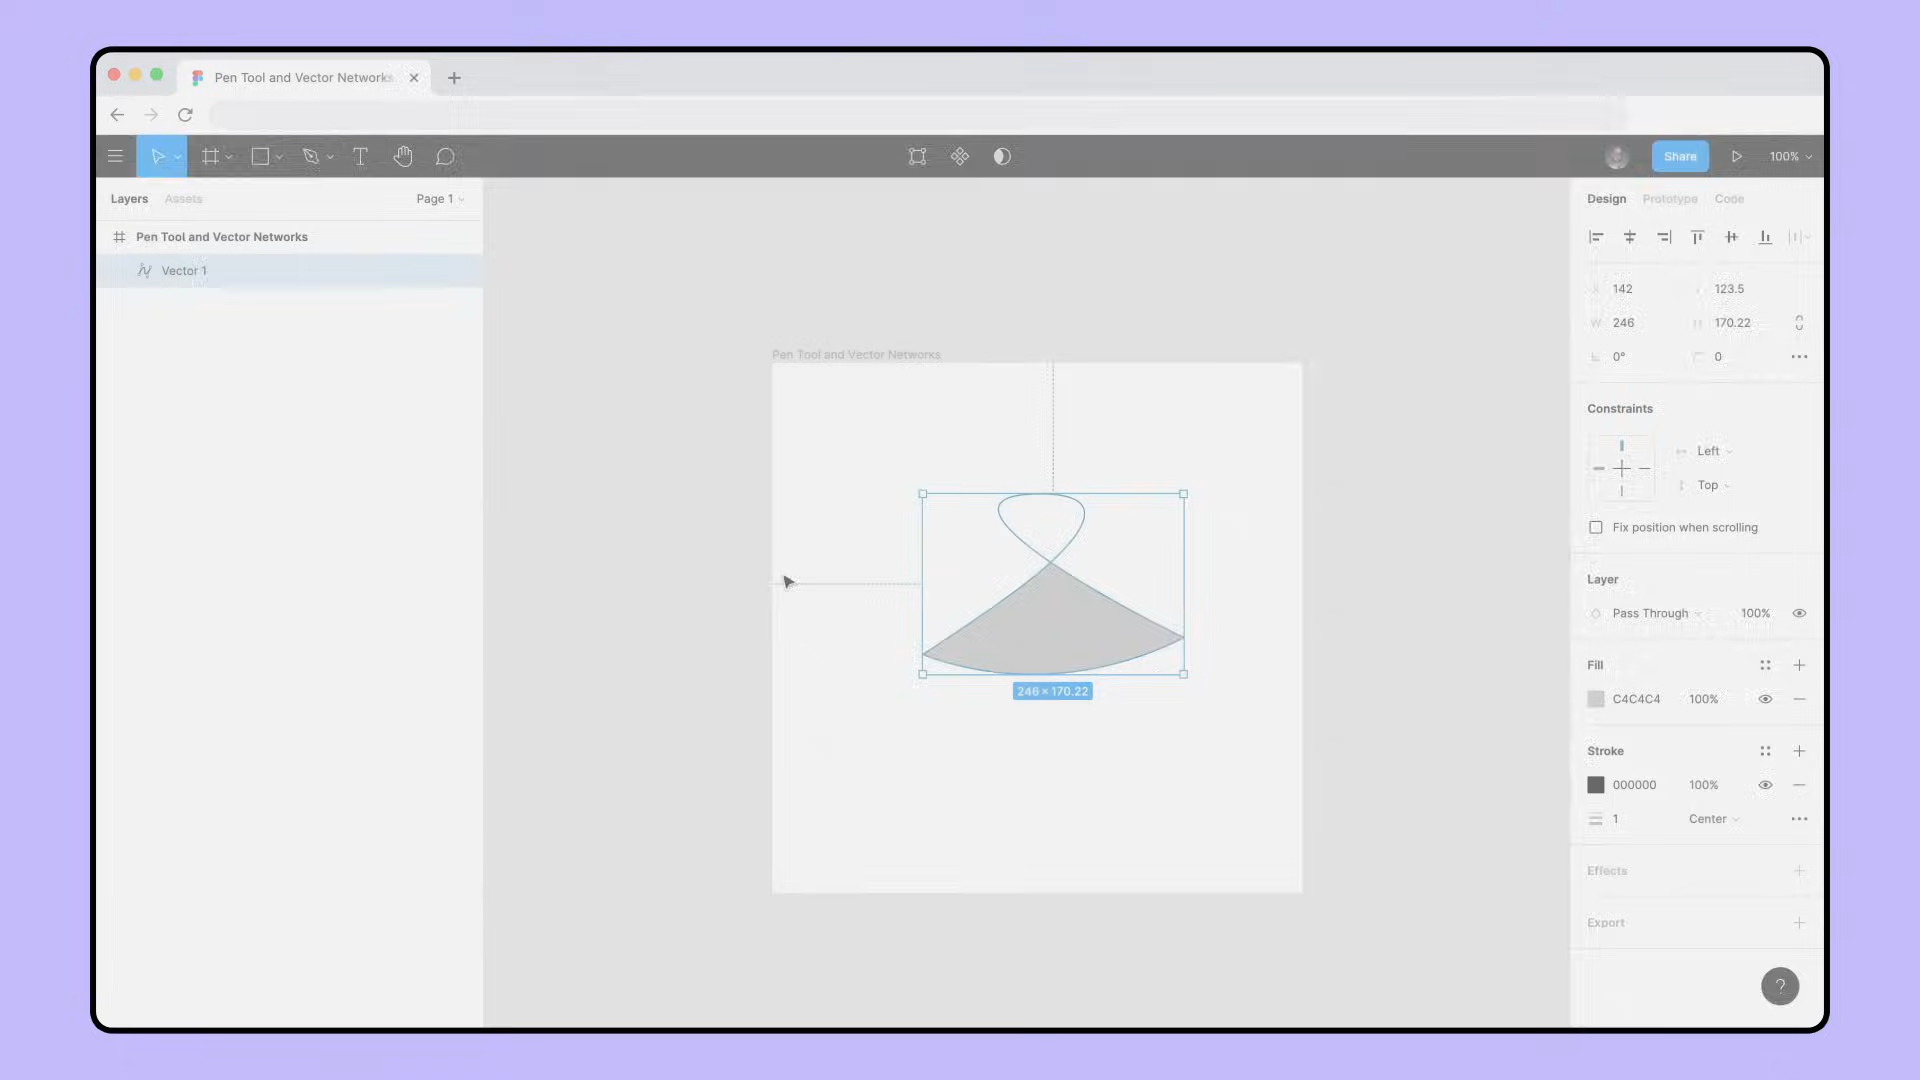 Pen Tool and Vector Networks
Share
100%
Layers Assets Page 1
Design Prototype Code
Pen Tool and Vector Networks
Vector 1
142 123.5
W 246 170.22
0° 0
Pen Tool and Vector Networks
Constraints
Left
Top
Fix position when scrolling
Layer
Pass Through 100%
Fill
C4C4C4 100%
246 × 170.22
Stroke
000000 100%
1 Center
Effects
Export
?